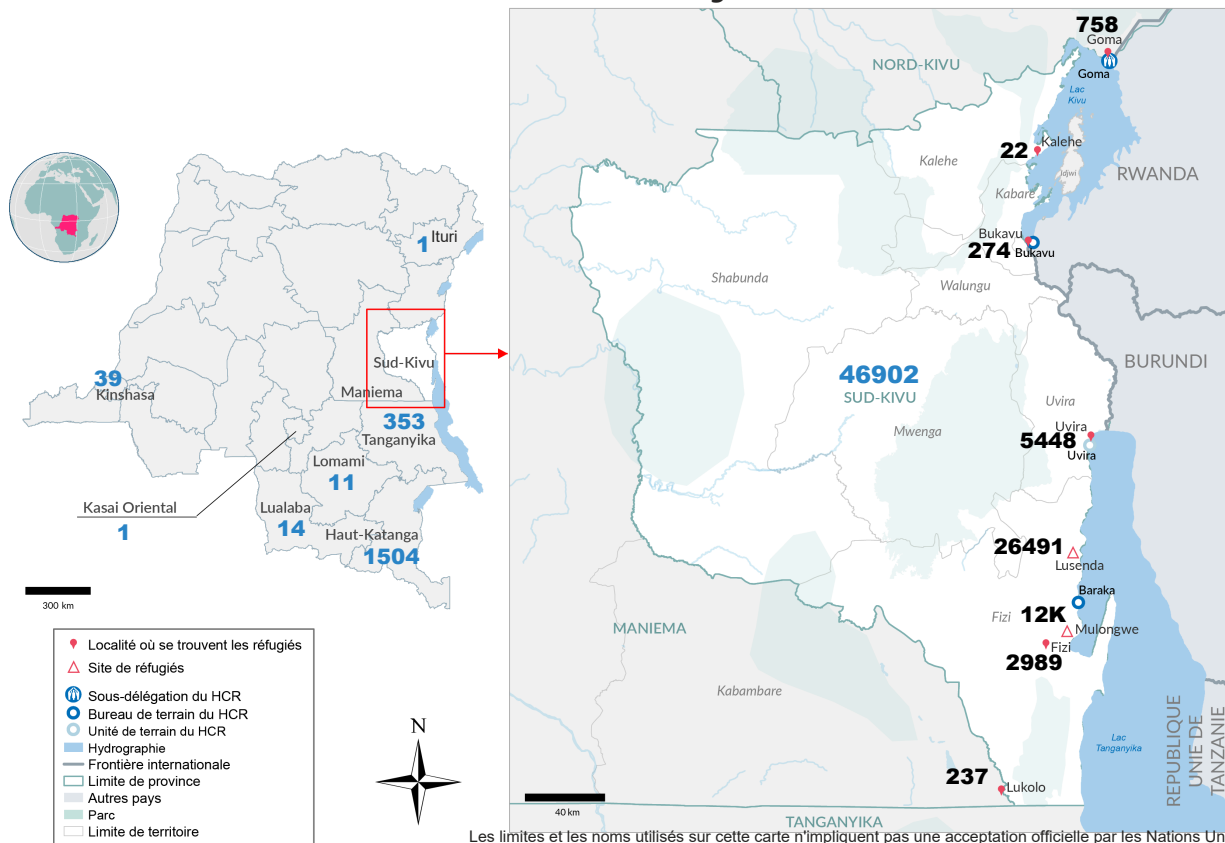 758
Goma
Goma
NORD-KIVU
Lac
Kivu
Kalehe
22
Kalehe
Idjwi
RWANDA
Kabare
Bukavu
274
Bukavu
Shabunda
Walungu
1
Ituri
Sud-Kivu
Maniema
39
Kinshasa
353
Tanganyika
Lomami
11
Kasai Oriental
1
Lualaba
14
Haut-Katanga
1504
300 km
46902
SUD-KIVU
BURUNDI
Uvira
Mwenga
Uvira
5448
Uvira
26491
Lusenda
Baraka
Fizi
12K
Mulongwe
Fizi
2989
MANIEMA
Kabambare
REPUBLIQUE
UNIE DE
TANZANIE
Lac
Tanganyika
237
Lukolo
40 km
TANGANYIKA
N
Localité où se trouvent les réfugiés
Site de réfugiés
Sous-délégation du HCR
Bureau de terrain du HCR
Unité de terrain du HCR
Hydrographie
Frontière internationale
Limite de province
Autres pays
Parc
Limite de territoire
Les limites et les noms utilisés sur cette carte n'impliquent pas une acceptation officielle par les Nations Un